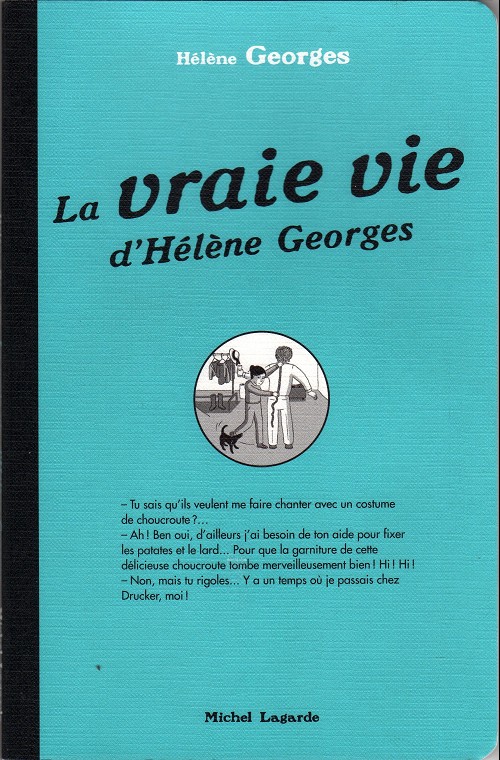 Hélène Georges
La vraie vie
d'Hélène Georges
– Tu sais qu'ils veulent me faire chanter avec un costume
de choucroute ?...
– Ah ! Ben oui, d'ailleurs j'ai besoin de ton aide pour fixer
les patates et le lard... Pour que la garniture de cette
délicieuse choucroute tombe merveilleusement bien ! Hi ! Hi !
– Non, mais tu rigoles... Y a un temps où je passais chez
Drucker, moi !
Michel Lagarde